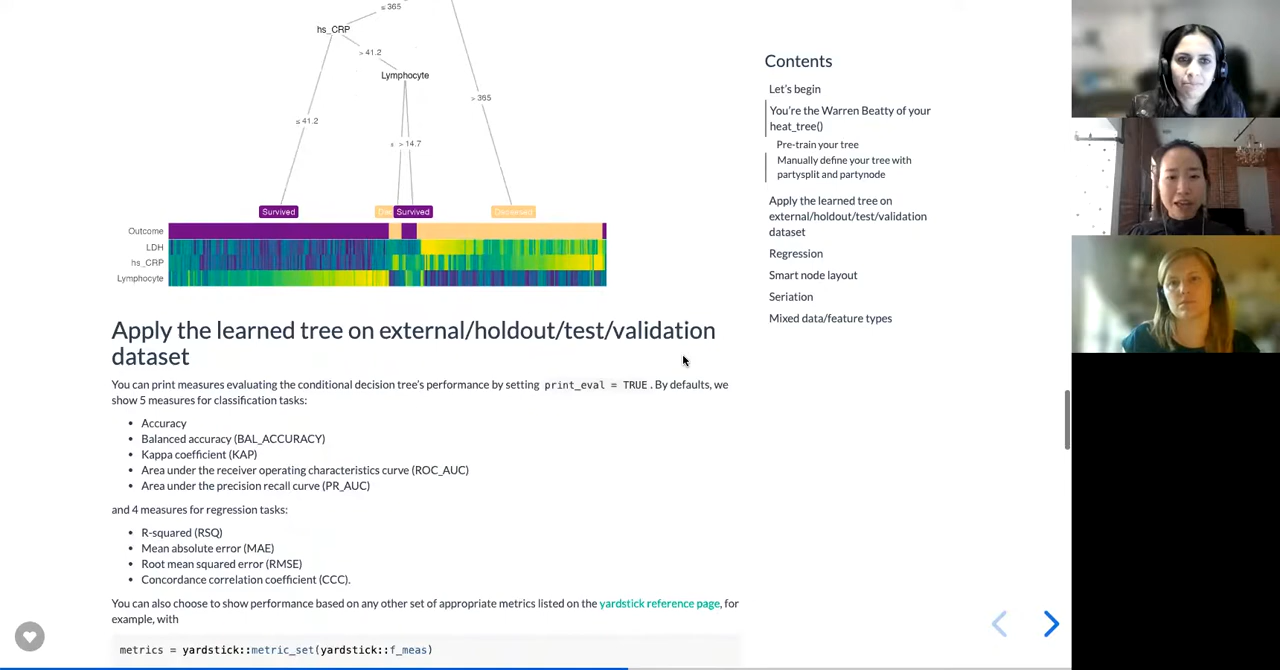 ≤ 365
hs_CRP
> 41.2
Lymphocyte
> 365
≤ 41.2
≤ > 14.7
Survived
Survived
Deceased
Outcome
LDH
hs_CRP
Lymphocyte
Apply the learned tree on external/holdout/test/validation
dataset
You can print measures evaluating the conditional decision tree's performance by setting print_eval = TRUE . By defaults, we
show 5 measures for classification tasks:
• Accuracy
• Balanced accuracy (BAL_ACCURACY)
• Kappa coefficient (KAP)
• Area under the receiver operating characteristics curve (ROC_AUC)
• Area under the precision recall curve (PR_AUC)
and 4 measures for regression tasks:
• R-squared (RSQ)
• Mean absolute error (MAE)
• Root mean squared error (RMSE)
• Concordance correlation coefficient (CCC).
You can also choose to show performance based on any other set of appropriate metrics listed on the yardstick reference page, for
example, with
metrics = yardstick::metric_set(yardstick::f_meas)
Contents
Let's begin
You're the Warren Beatty of your
heat_tree()
Pre-train your tree
Manually define your tree with
partysplit and partynode
Apply the learned tree on
external/holdout/test/validation
dataset
Regression
Smart node layout
Seriation
Mixed data/feature types